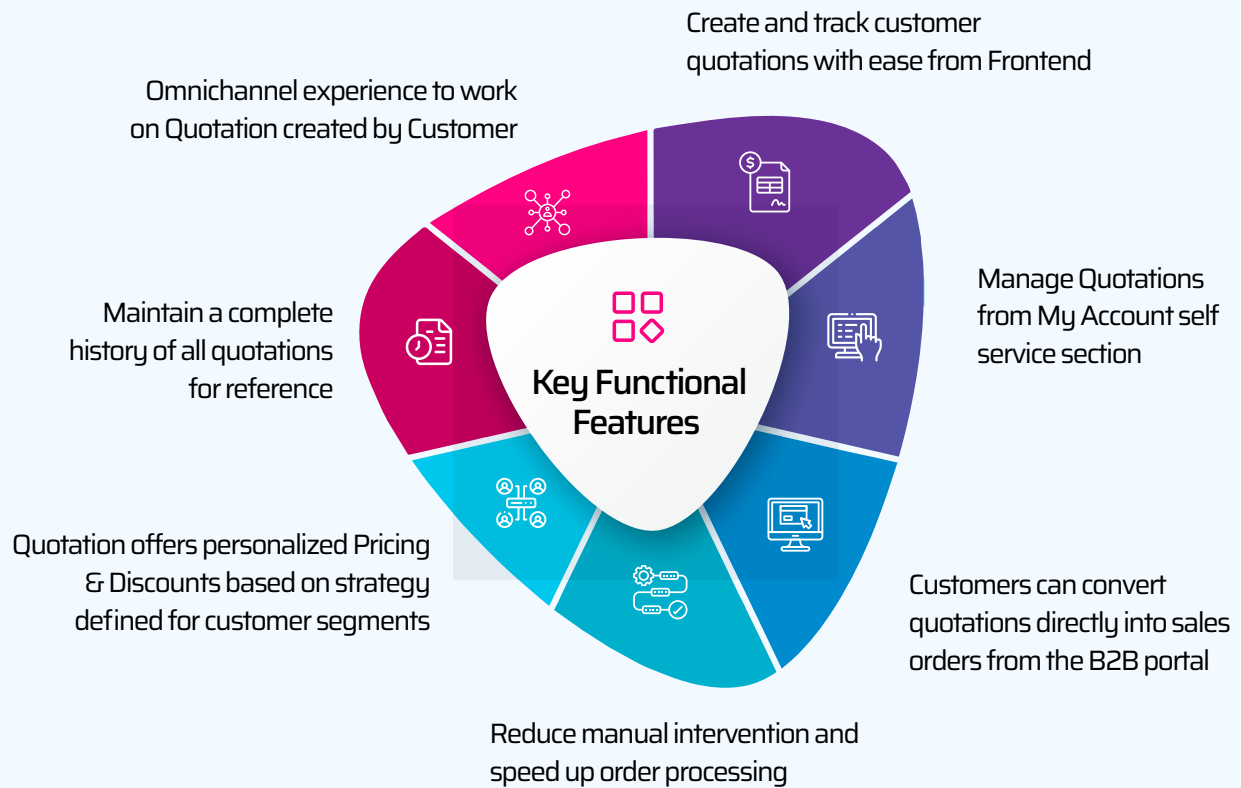 Create and track customer
quotations with ease from Frontend
Omnichannel experience to work
on Quotation created by Customer
Manage Quotations
from My Account self
service section
Maintain a complete
history of all quotations
for reference
Key Functional
Features
Quotation offers personalized Pricing
& Discounts based on strategy
defined for customer segments
Customers can convert
quotations directly into sales
orders from the B2B portal
Reduce manual intervention and
speed up order processing